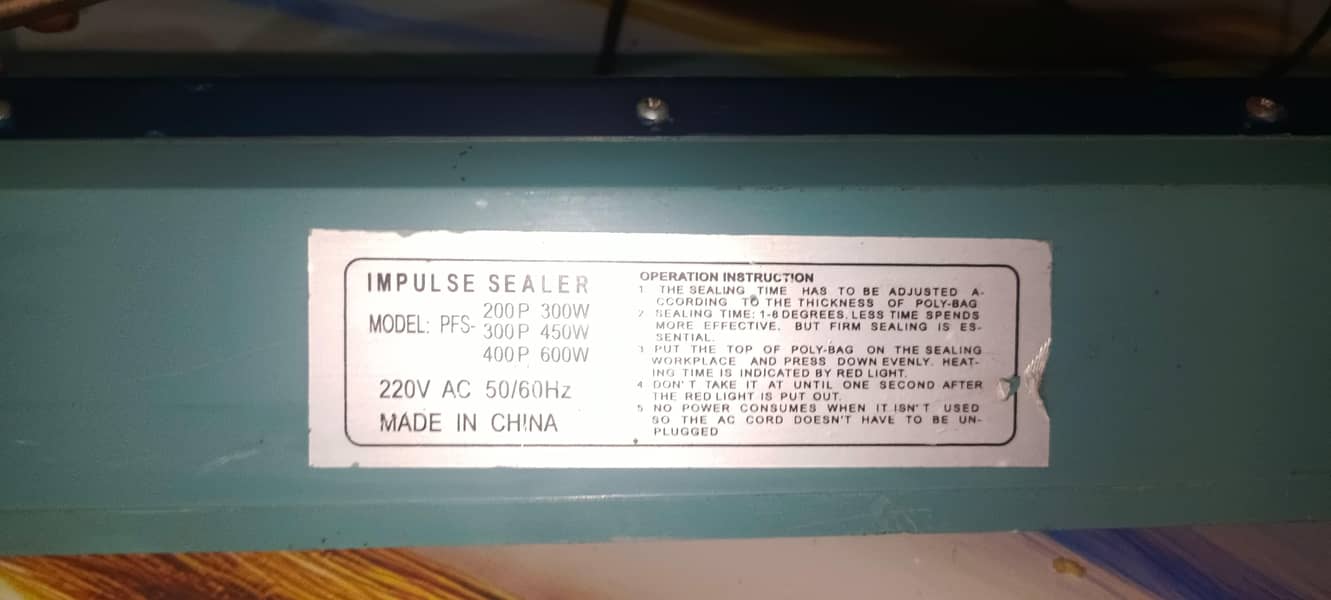 IMPULSE SEALER
MODEL: PFS-
200P 300W
300P 450W
400P 600W
220V AC 50/60Hz
MADE IN CHINA
OPERATION INSTRUCTION
1 THE SEALING TIME HAS TO BE ADJUSTED A-
CCORDING TO THE THICKNESS OF POLY-BAG
2 SEALING TIME: 1-8 DEGREES. LESS TIME SPENDS
MORE EFFECTIVE. BUT FIRM SEALING IS ES-
SENTIAL.
3 PUT THE TOP OF POLY-BAG ON THE SEALING
WORKPLACE AND PRESS DOWN EVENLY. HEAT-
ING TIME IS INDICATED BY RED LIGHT.
4 DON'T TAKE IT AT UNTIL ONE SECOND AFTER
THE RED LIGHT IS PUT OUT.
5 NO POWER CONSUMES WHEN IT ISN'T USED
SO THE AC CORD DOESN'T HAVE TO BE UN-
PLUGGED